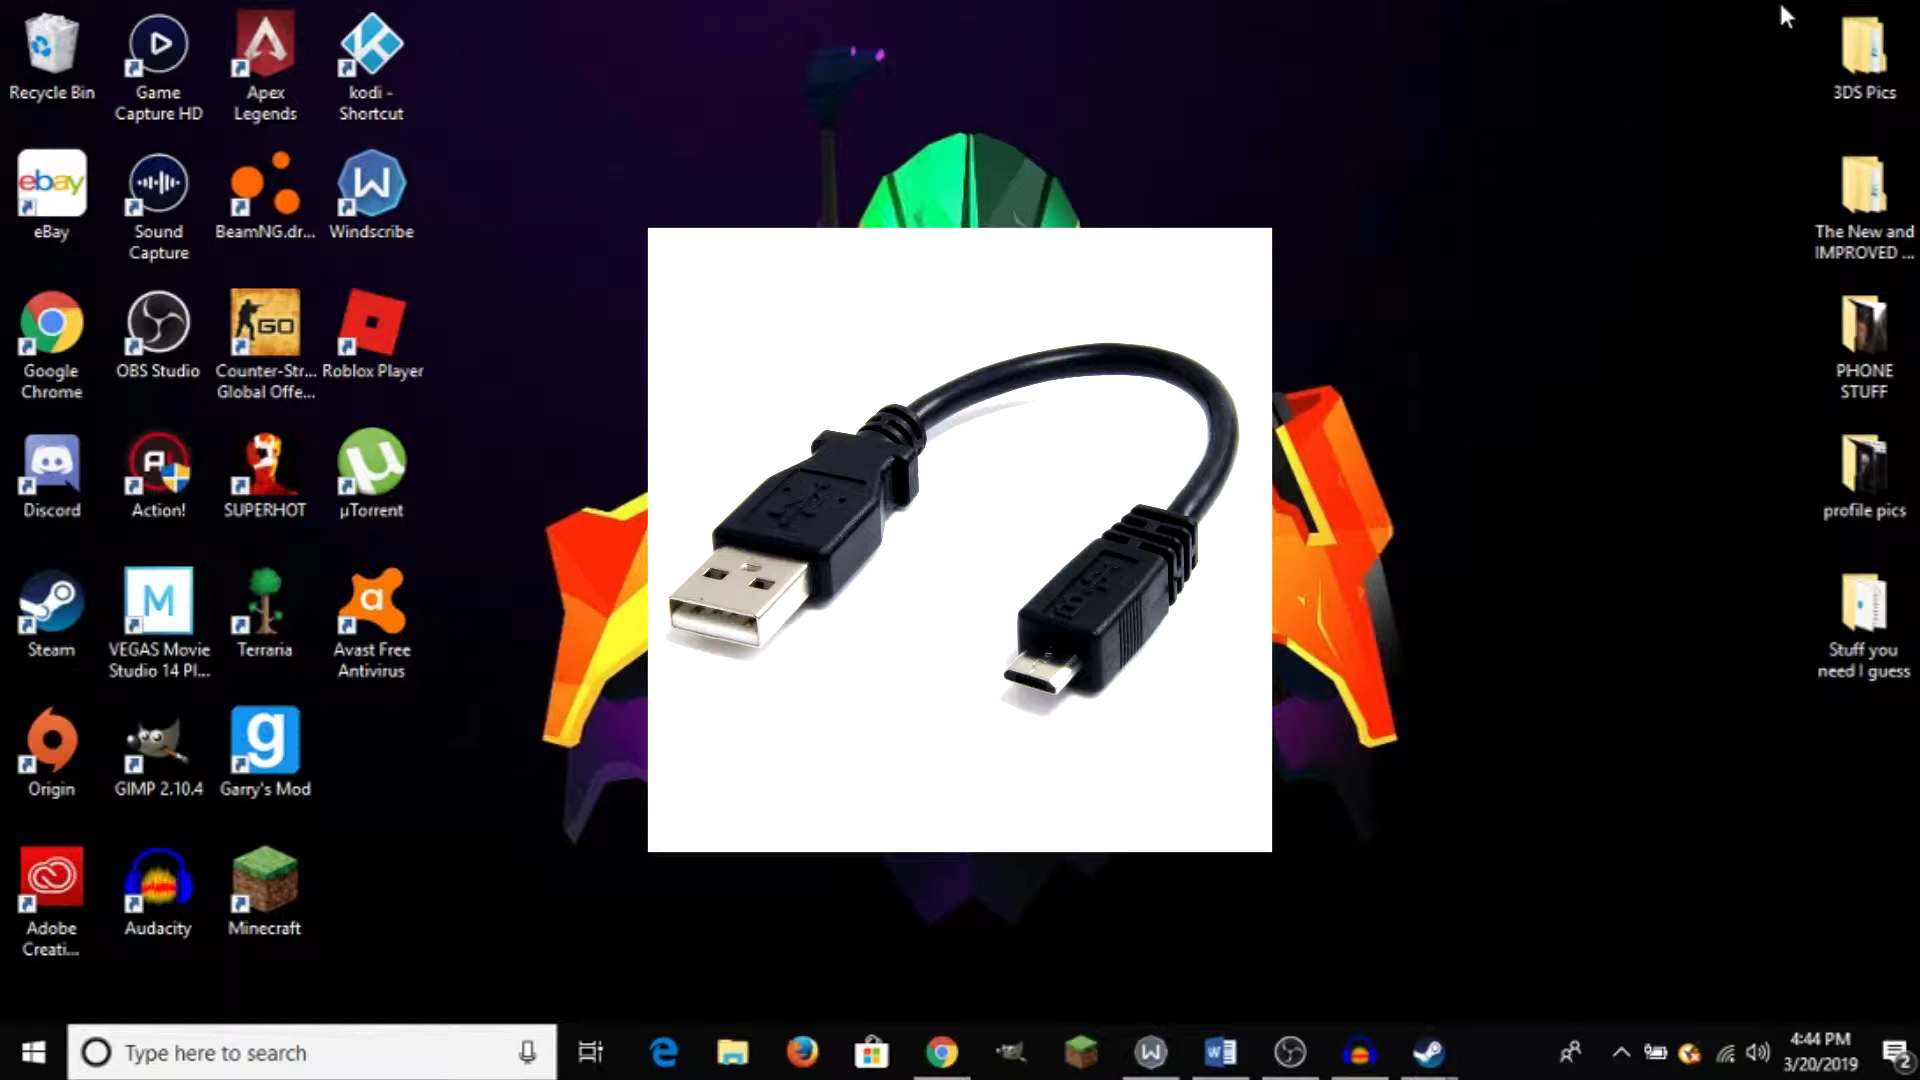 Recycle Bin
Game
Capture HD
Apex
Legends
kodi -
Shortcut
3DS Pics
ebay
eBay
Sound
Capture
BeamNG.dr...
Windscribe
The New and
IMPROVED ...
GO
Google
Chrome
OBS Studio
Counter-Str...
Global Offe...
Roblox Player
PHONE
STUFF
Discord
Action!
SUPERHOT
µTorrent
profile pics
M
Steam
VEGAS Movie
Studio 14 Pl...
Terraria
Avast Free
Antivirus
Stuff you
need I guess
g
Origin
GIMP 2.10.4
Garry's Mod
Adobe
Creati...
Audacity
Minecraft
Type here to search
4:44 PM
3/20/2019
2